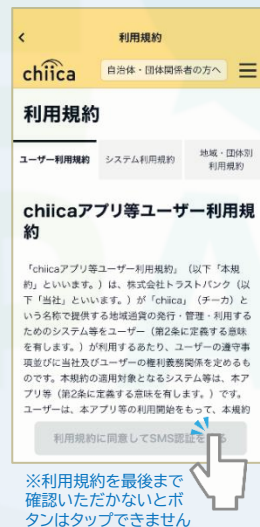 利用規約
chiica
自治体・団体関係者の方へ
利用規約
ユーザー利用規約
システム利用規約
地域・団体別
利用規約
chiicaアプリ等ユーザー利用規
約
「chiicaアプリ等ユーザー利用規約」（以下「本規
約」といいます。）は、株式会社トラストバンク（以
下「当社」といいます。）が「chiica」（チーカ）と
いう名称で提供する地域通貨の発行・管理・利用する
ためのシステム等をユーザー（第2条に定義する意味
を有します。）が利用するあたり、ユーザーの遵守事
項並びに当社及びユーザーの権利義務関係を定めるも
のです。本規約の適用対象となるシステム等は、本ア
プリ等（第2条に定義する意味を有します。）です。
ユーザーは、本アプリ等の利用開始をもって、本規約
利用規約に同意してSMS認証をする
※利用規約を最後まで
確認いただかないとボ
タンはタップできません